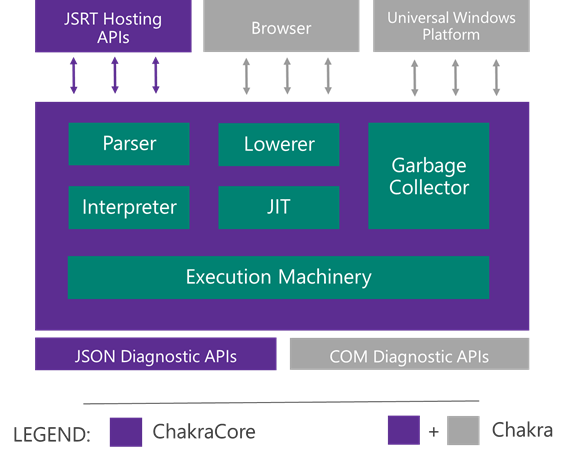 JSRT Hosting
APIs
Browser
Universal Windows
Platform
Parser
Lowerer
Garbage
Collector
Interpreter
JIT
Execution Machinery
JSON Diagnostic APIs
COM Diagnostic APIs
LEGEND:
ChakraCore
+
Chakra